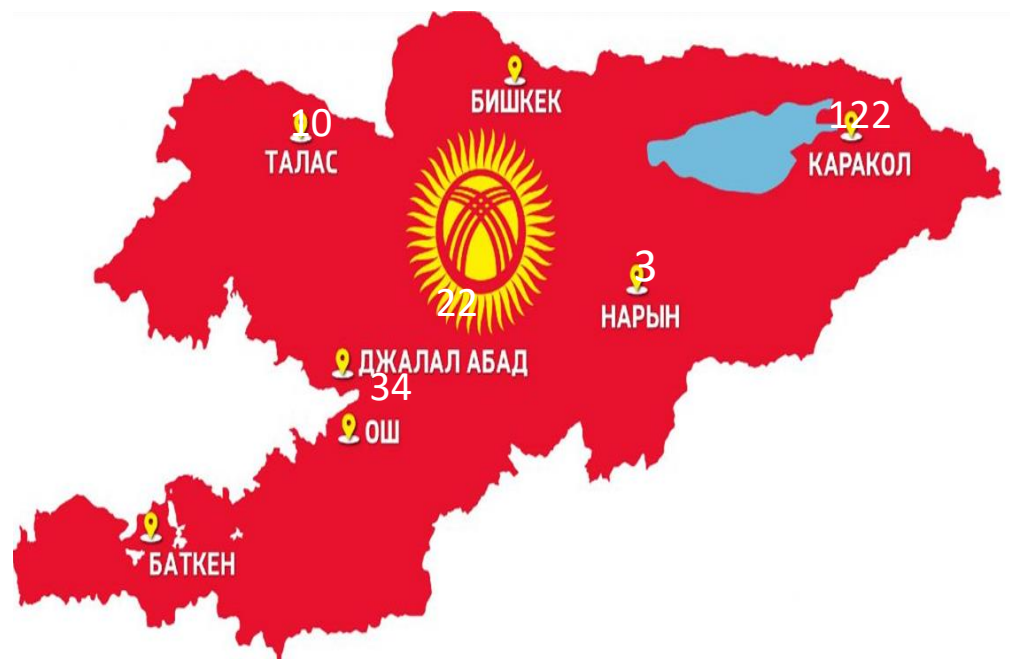 БИШКЕК
10
ТАЛАС
122
КАРАКОЛ
3
НАРЫН
22
ДЖАЛАЛ АБАД
34
ОШ
БАТКЕН